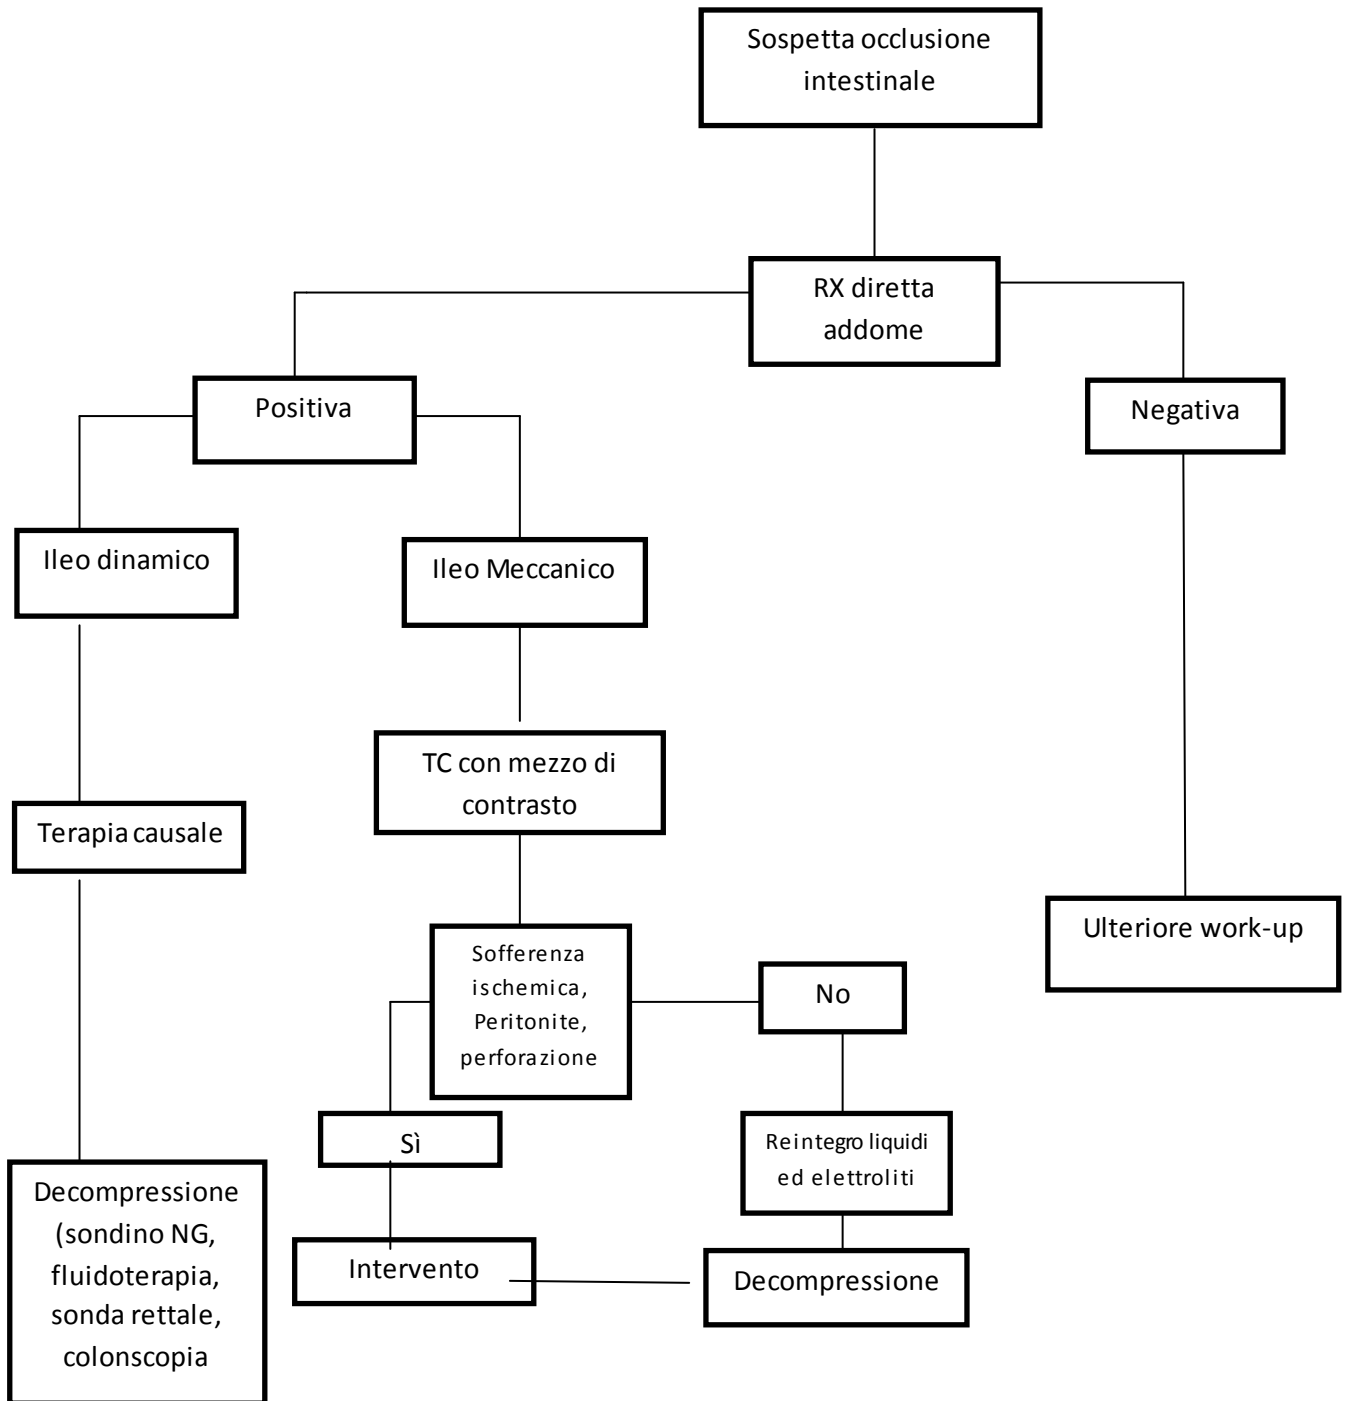 Sospetta occlusione
intestinale
RX diretta
addome
Positiva
Negativa
Ileo dinamico
Ileo Meccanico
TC con mezzo di
contrasto
Terapia causale
Ulteriore work-up
Sofferenza
ischemica,
Peritonite,
perforazione
No
Sì
Reintegro liquidi
ed elettroliti
Decompressione
(sondino NG,
fluidoterapia,
sonda rettale,
colonscopia
Intervento
Decompressione